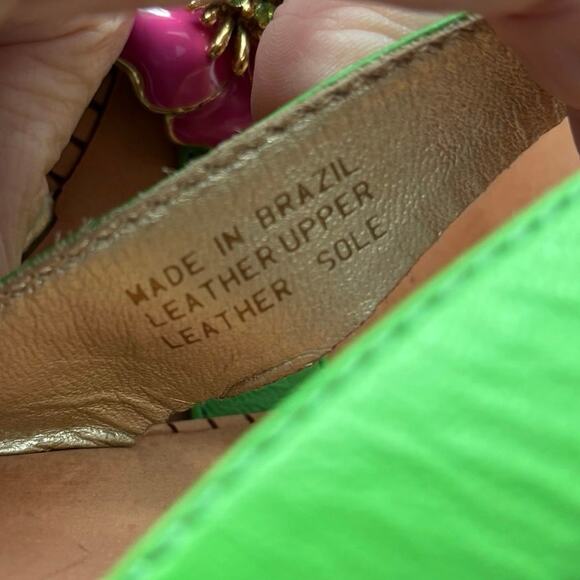 MADE IN BRAZIL
LEATHER UPPER
LEATHER SOLE